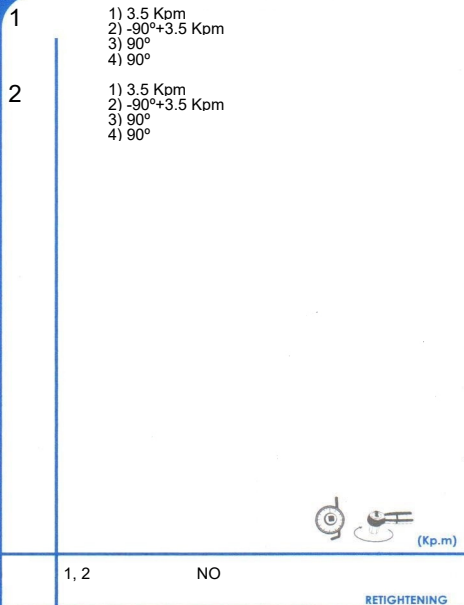 1
1) 3.5 Kpm
2) -90º+3.5 Kpm
3) 90º
4) 90º
2
1) 3.5 Kpm
2) -90º+3.5 Kpm
3) 90º
4) 90º
(Kp.m)
1, 2 NO
RETIGHTENING